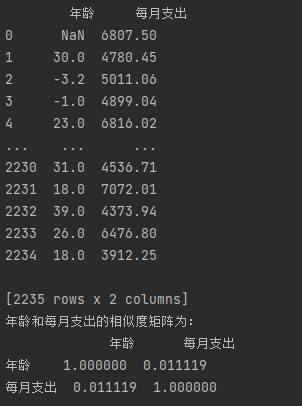 年龄 每月支出
0 NaN 6807.50
1 30.0 4780.45
2 -3.2 5011.06
3 -1.0 4899.04
4 23.0 6816.02
... ... ...
2230 31.0 4536.71
2231 18.0 7072.01
2232 39.0 4373.94
2233 26.0 6476.80
2234 18.0 3912.25
[2235 rows x 2 columns]
年龄和每月支出的相似度矩阵为:
年龄 每月支出
年龄 1.000000 0.011119
每月支出 0.011119 1.000000